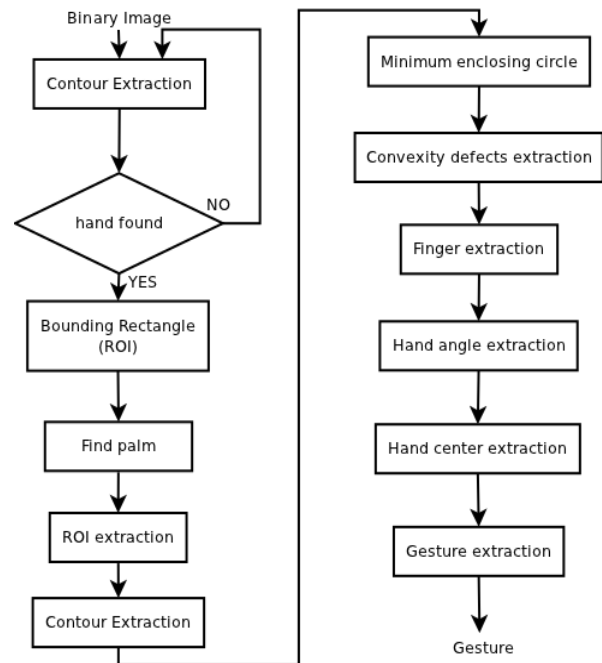 Binary Image
Contour Extraction
hand found
NO
YES
Bounding Rectangle
(ROI)
Find palm
ROI extraction
Contour Extraction
Minimum enclosing circle
Convexity defects extraction
Finger extraction
Hand angle extraction
Hand center extraction
Gesture extraction
Gesture